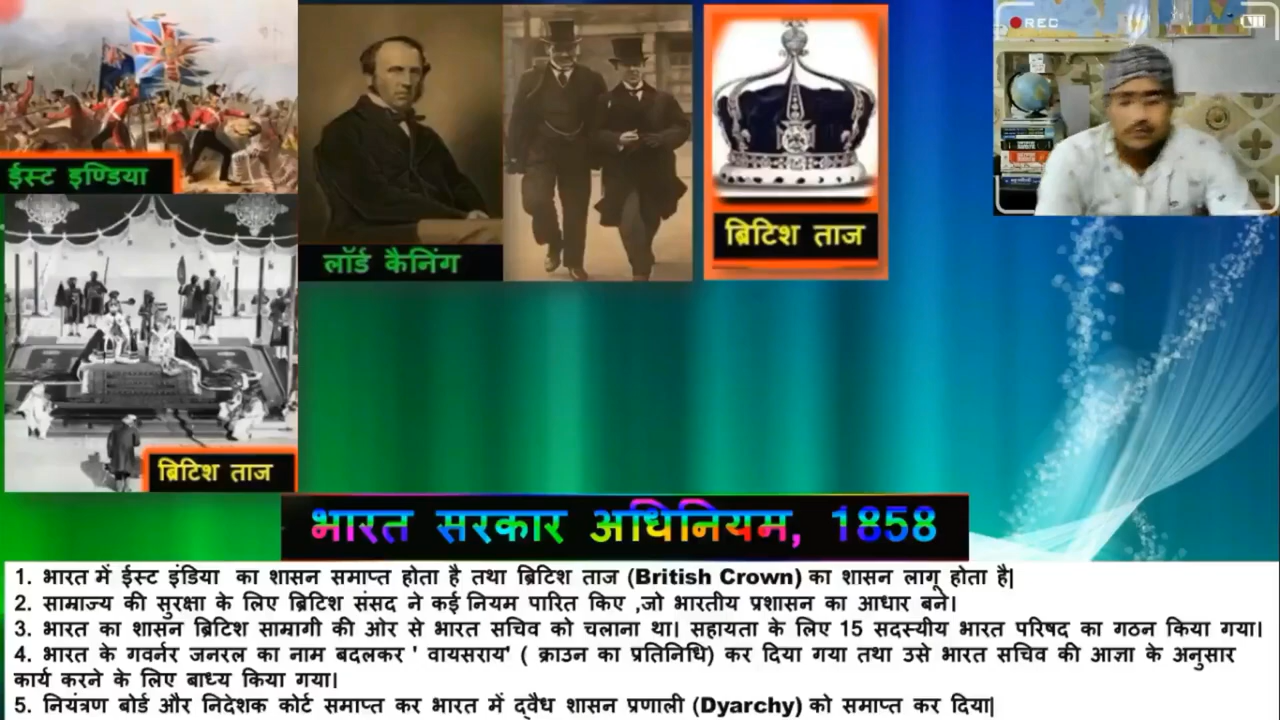 REC
ईस्ट इण्डिया
लॉर्ड कैनिंग
ब्रिटिश ताज
ब्रिटिश ताज
भारत सरकार अधिनियम, 1858
1. भारत में ईस्ट इंडिया का शासन समाप्त होता है तथा ब्रिटिश ताज (British Crown) का शासन लागू होता है|
2. साम्राज्य की सुरक्षा के लिए ब्रिटिश संसद ने कई नियम पारित किए ,जो भारतीय प्रशासन का आधार बने।
3. भारत का शासन ब्रिटिश साम्रागी की ओर से भारत सचिव को चलाना था। सहायता के लिए 15 सदस्यीय भारत परिषद का गठन किया गया।
4. भारत के गवर्नर जनरल का नाम बदलकर ' वायसराय' ( क्राउन का प्रतिनिधि) कर दिया गया तथा उसे भारत सचिव की आज्ञा के अनुसार
कार्य करने के लिए बाध्य किया गया।
5. नियंत्रण बोर्ड और निदेशक कोर्ट समाप्त कर भारत में द्वैध शासन प्रणाली (Dyarchy) को समाप्त कर दिया|